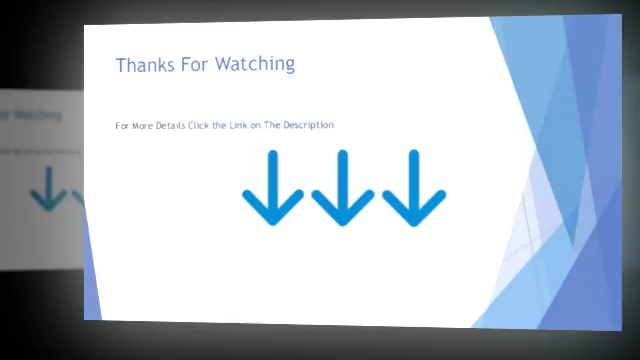 Thanks For Watching
For More Details Click the Link on The Description